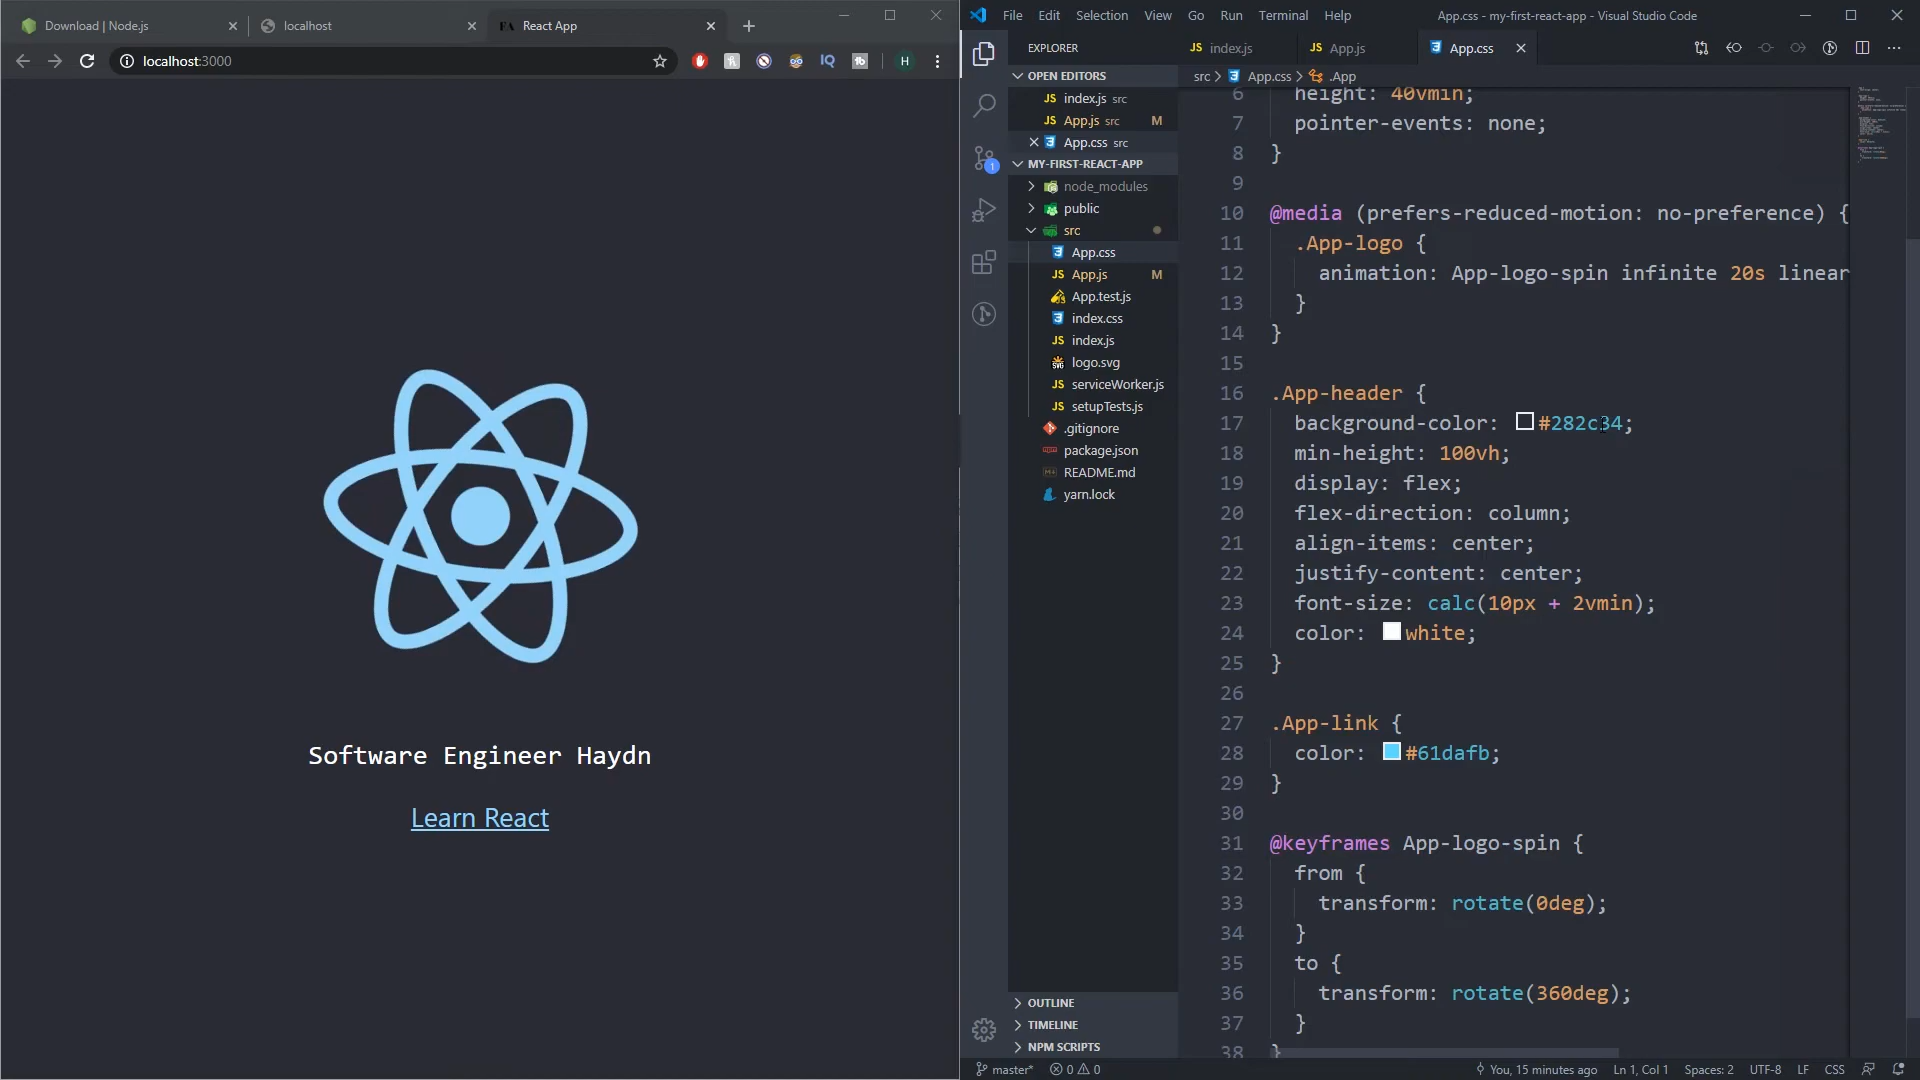 Download | Node.js
localhost
React App
localhost:3000
H
Software Engineer Haydn
Learn React
File Edit Selection View Go Run Terminal Help
App.css - my-first-react-app - Visual Studio Code
EXPLORER
OPEN EDITORS
JS index.js src
JS App.js src M
App.css src
MY-FIRST-REACT-APP
node_modules
public
src
App.css
JS App.js M
App.test.js
index.css
JS index.js
logo.svg
JS serviceWorker.js
JS setupTests.js
.gitignore
package.json
README.md
yarn.lock
OUTLINE
TIMELINE
NPM SCRIPTS
JS index.js
JS App.js
App.css
src > App.css > .App
6 height: 40vmin;
7 pointer-events: none;
8 }
9
10 @media (prefers-reduced-motion: no-preference) {
11 .App-logo {
12 animation: App-logo-spin infinite 20s linear
13 }
14 }
15
16 .App-header {
17 background-color: #282c34;
18 min-height: 100vh;
19 display: flex;
20 flex-direction: column;
21 align-items: center;
22 justify-content: center;
23 font-size: calc(10px + 2vmin);
24 color: white;
25 }
26
27 .App-link {
28 color: #61dafb;
29 }
30
31 @keyframes App-logo-spin {
32 from {
33 transform: rotate(0deg);
34 }
35 to {
36 transform: rotate(360deg);
37 }
38 }
1
master* 0 0
You, 15 minutes ago Ln 1, Col 1 Spaces: 2 UTF-8 LF CSS